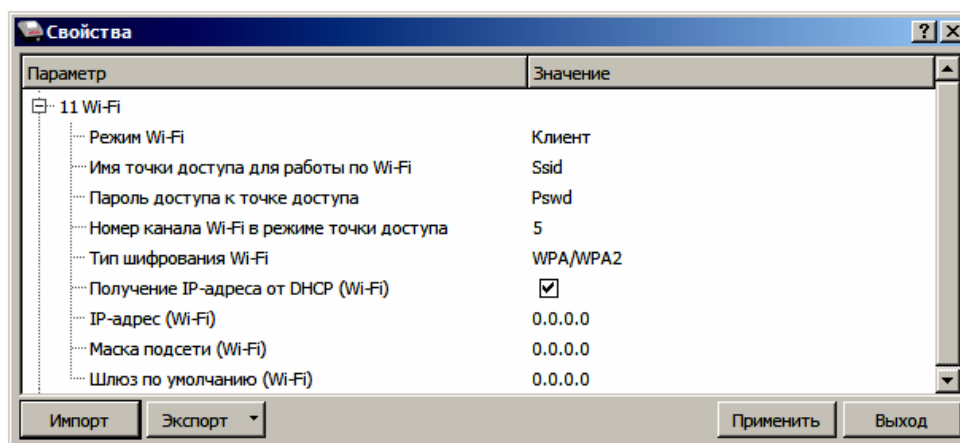 Свойства
Параметр Значение
11 Wi-Fi
Режим Wi-Fi Клиент
Имя точки доступа для работы по Wi-Fi Ssid
Пароль доступа к точке доступа Pswd
Номер канала Wi-Fi в режиме точки доступа 5
Тип шифрования Wi-Fi WPA/WPA2
Получение IP-адреса от DHCP (Wi-Fi)
IP-адрес (Wi-Fi) 0.0.0.0
Маска подсети (Wi-Fi) 0.0.0.0
Шлюз по умолчанию (Wi-Fi) 0.0.0.0
Импорт Экспорт Применить Выход